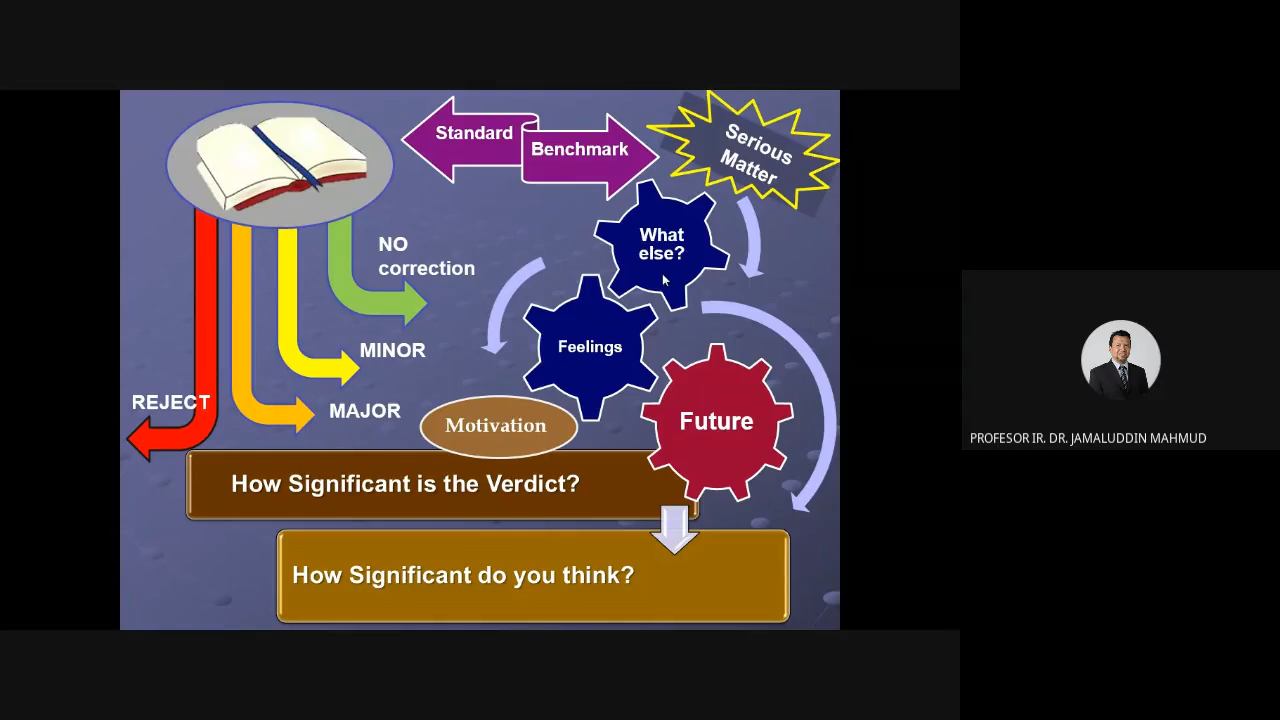 Standard
Benchmark
Serious
Matter
What
else?
NO
correction
Feelings
MINOR
REJECT
MAJOR
Motivation
Future
How Significant is the Verdict?
How Significant do you think?
PROFESOR IR. DR. JAMALUDDIN MAHMUD